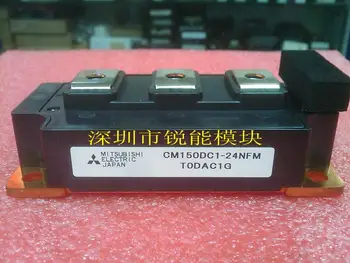 深圳市锐能模块
MITSUBISHI
ELECTRIC
JAPAN
CM150DC1-24NFM
T0DAC1G